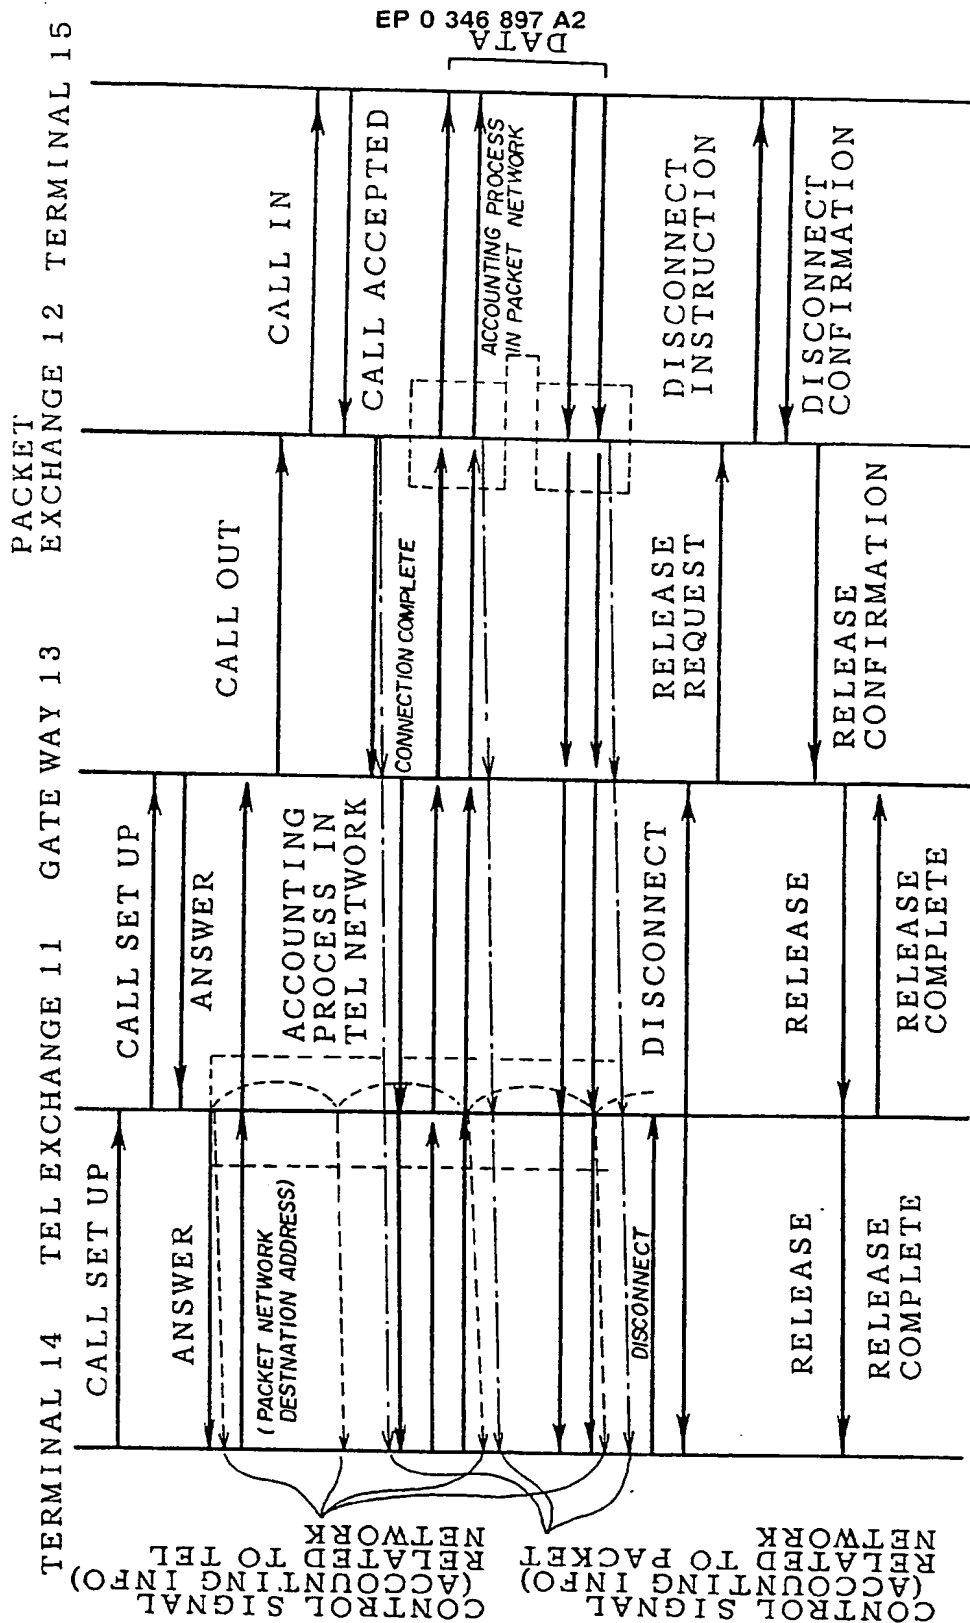 EP 0 346 897 A2
TERMINAL 14
TEL EXCHANGE 11
GATE WAY 13
PACKET
EXCHANGE 12
TERMINAL 15
CALL SET UP
CALL SET UP
ANSWER
ANSWER
(PACKET NETWORK
DESTNATION ADDRESS)
CALL OUT
CALL IN
CALL ACCEPTED
CONNECTION COMPLETE
ACCOUNTING
PROCESS IN
TEL NETWORK
ACCOUNTING PROCESS
IN PACKET NETWORK
DATA
DISCONNECT
DISCONNECT
RELEASE
REQUEST
DISCONNECT
INSTRUCTION
DISCONNECT
CONFIRMATION
RELEASE
CONFIRMATION
RELEASE
RELEASE
RELEASE
COMPLETE
RELEASE
COMPLETE
CONTROL SIGNAL
(ACCOUNTING INFO)
RELATED TO TEL
NETWORK
CONTROL SIGNAL
(ACCOUNTING INFO)
RELATED TO PACKET
NETWORK